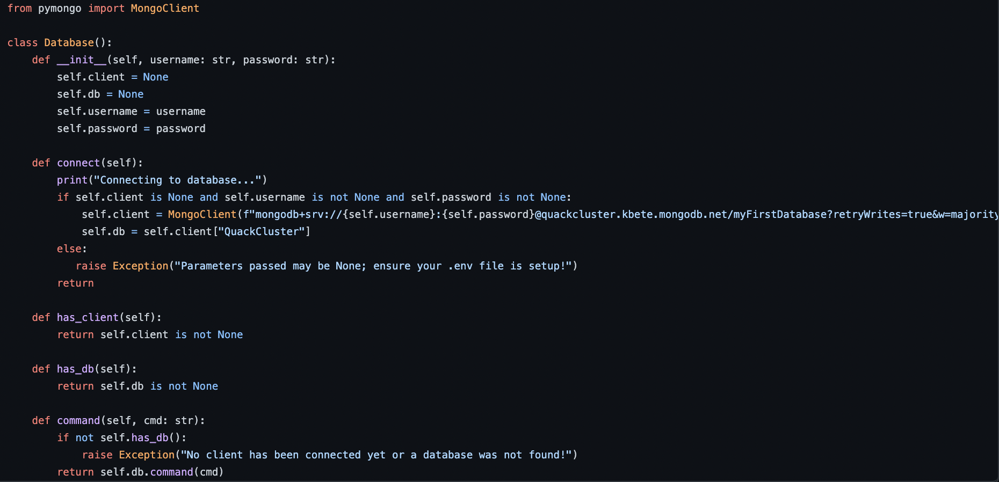 from pymongo import MongoClient
class Database():
    def __init__(self, username: str, password: str):
        self.client = None
        self.db = None
        self.username = username
        self.password = password
    def connect(self):
        print("Connecting to database...")
        if self.client is None and self.username is not None and self.password is not None:
            self.client = MongoClient(f"mongodb+srv://{self.username}:{self.password}@quackcluster.kbete.mongodb.net/myFirstDatabase?retryWrites=true&w=majority
            self.db = self.client["QuackCluster"]
        else:
           raise Exception("Parameters passed may be None; ensure your .env file is setup!")
        return
    def has_client(self):
        return self.client is not None
    def has_db(self):
        return self.db is not None
    def command(self, cmd: str):
        if not self.has_db():
            raise Exception("No client has been connected yet or a database was not found!")
        return self.db.command(cmd)